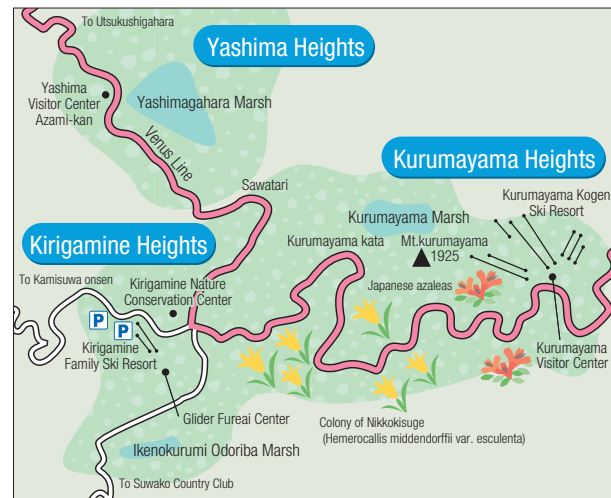 To Utsukushigahara
Yashima Heights
Yashima
Visitor Center
Azami-kan
Yashimagahara Marsh
Venus Line
Sawatari
Kurumayama Heights
Kurumayama Kogen
Ski Resort
Kurumayama Marsh
Kurumayama kata
Mt.kurumayama
1925
Kirigamine Heights
To Kamisuwa onsen
Kirigamine Nature
Conservation Center
Japanese azaleas
P
P
Kirigamine
Family Ski Resort
Kurumayama
Visitor Center
Glider Fureai Center
Colony of Nikkokisuge
(Hemerocallis middendorffii var. esculenta)
Ikenokurumi Odoriba Marsh
To Suwako Country Club